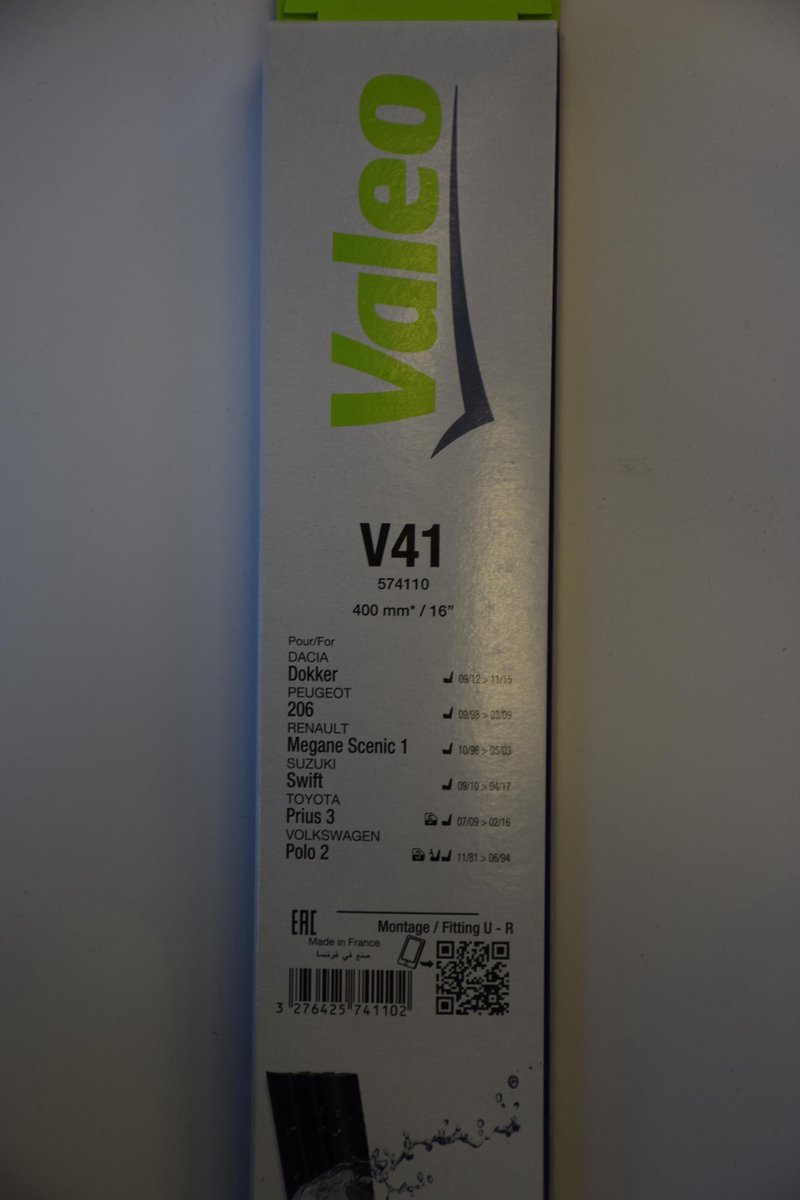 Valeo
V41
574110
400 mm* / 16"
Pour/For
DACIA
Dokker 09/12 > 11/15
PEUGEOT
206 09/98 > 03/09
RENAULT
Megane Scenic 1 10/96 > 05/03
SUZUKI
Swift 09/10 > 04/17
TOYOTA
Prius 3 07/09 > 02/16
VOLKSWAGEN
Polo 2 11/81 > 06/94
EAC Montage / Fitting U - R
Made in France
صنع في فرنسا
3 276425 741102